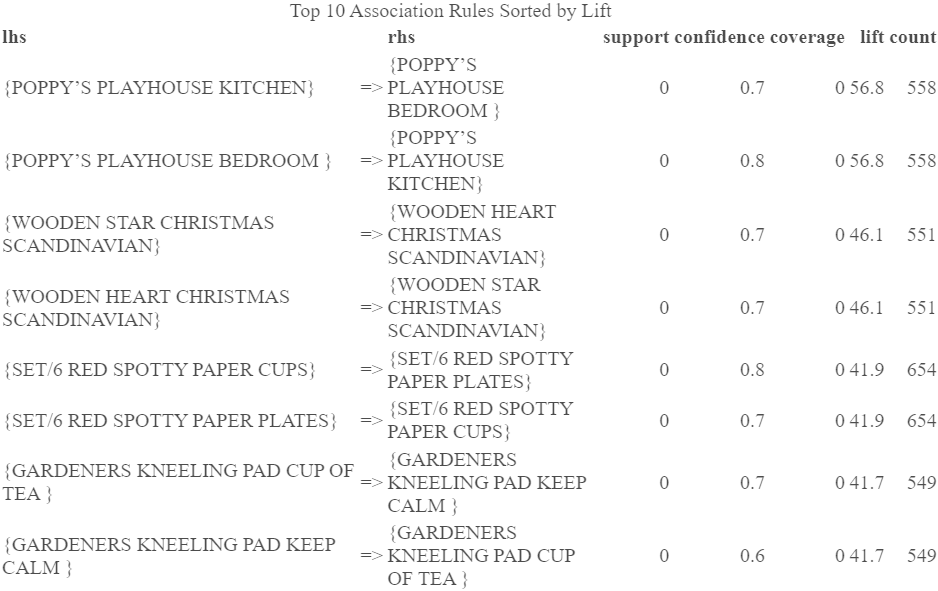 Top 10 Association Rules Sorted by Lift
lhs rhs support confidence coverage lift count
{POPPY’S PLAYHOUSE KITCHEN} => {POPPY’S PLAYHOUSE BEDROOM } 0 0.7 0 56.8 558
{POPPY’S PLAYHOUSE BEDROOM } => {POPPY’S PLAYHOUSE KITCHEN} 0 0.8 0 56.8 558
{WOODEN STAR CHRISTMAS SCANDINAVIAN} => {WOODEN HEART CHRISTMAS SCANDINAVIAN} 0 0.7 0 46.1 551
{WOODEN HEART CHRISTMAS SCANDINAVIAN} => {WOODEN STAR CHRISTMAS SCANDINAVIAN} 0 0.7 0 46.1 551
{SET/6 RED SPOTTY PAPER CUPS} => {SET/6 RED SPOTTY PAPER PLATES} 0 0.8 0 41.9 654
{SET/6 RED SPOTTY PAPER PLATES} => {SET/6 RED SPOTTY PAPER CUPS} 0 0.7 0 41.9 654
{GARDENERS KNEELING PAD CUP OF TEA } => {GARDENERS KNEELING PAD KEEP CALM } 0 0.7 0 41.7 549
{GARDENERS KNEELING PAD KEEP CALM } => {GARDENERS KNEELING PAD CUP OF TEA } 0 0.6 0 41.7 549